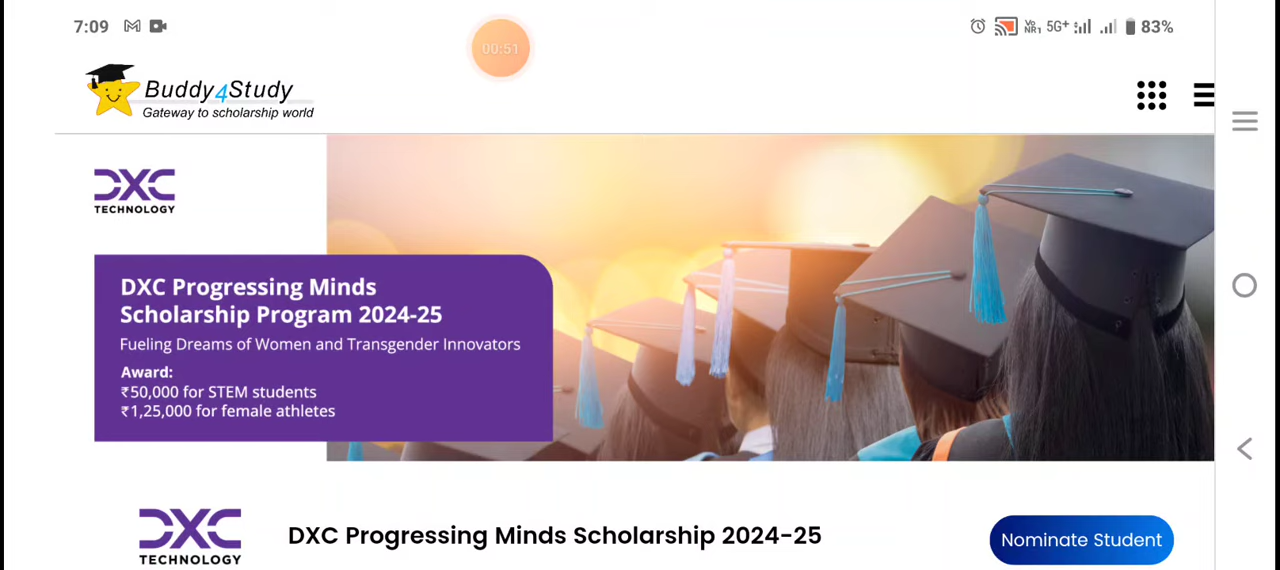 7:09
00:51
Vo
NR1 5G+ 83%
Buddy4Study
Gateway to scholarship world
DXC
TECHNOLOGY
DXC Progressing Minds
Scholarship Program 2024-25
Fueling Dreams of Women and Transgender Innovators
Award:
₹50,000 for STEM students
₹1,25,000 for female athletes
DXC
TECHNOLOGY
DXC Progressing Minds Scholarship 2024-25
Nominate Student